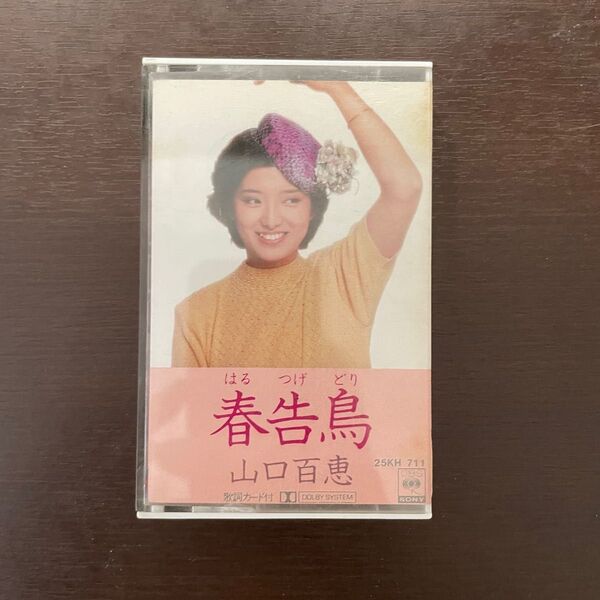 はる つげ どり
春告鳥
山口百恵
25KH 711
歌詞カード付
DOLBY SYSTEM
CBS
SONY